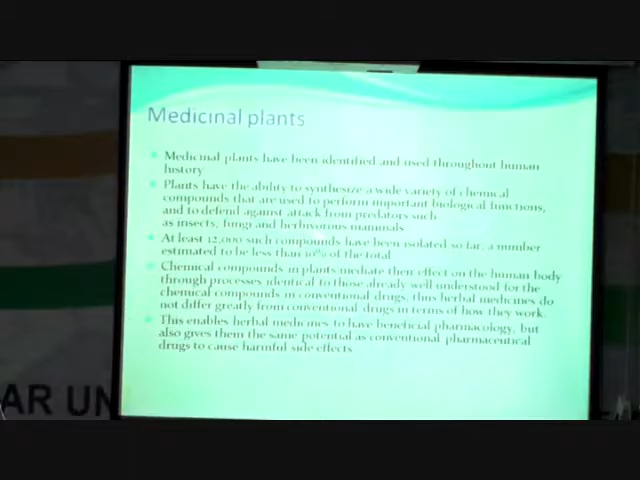 Medicinal plants
Medicinal plants have been identified and used throughout human
history
Plants have the ability to synthesize a wide variety of chemical
compounds that are used to perform important biological functions,
and to defend against attack from predators such
as insects, fungi and herbivorous mammals
At least 12,000 such compounds have been isolated so far, a number
estimated to be less than 10% of the total
Chemical compounds in plants mediate their effect on the human body
through processes identical to those already well understood for the
chemical compounds in conventional drugs, thus herbal medicines do
not differ greatly from conventional drugs in terms of how they work.
This enables herbal medicines to have beneficial pharmacology, but
also gives them the same potential as conventional pharmaceutical
drugs to cause harmful side effects
AR UN